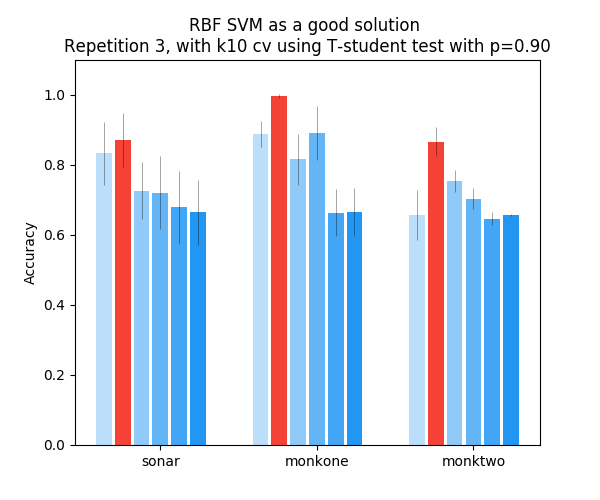 RBF SVM as a good solution
Repetition 3, with k10 cv using T-student test with p=0.90
1.0
0.8
0.6
0.4
0.2
0.0
Accuracy
sonar
monkone
monktwo